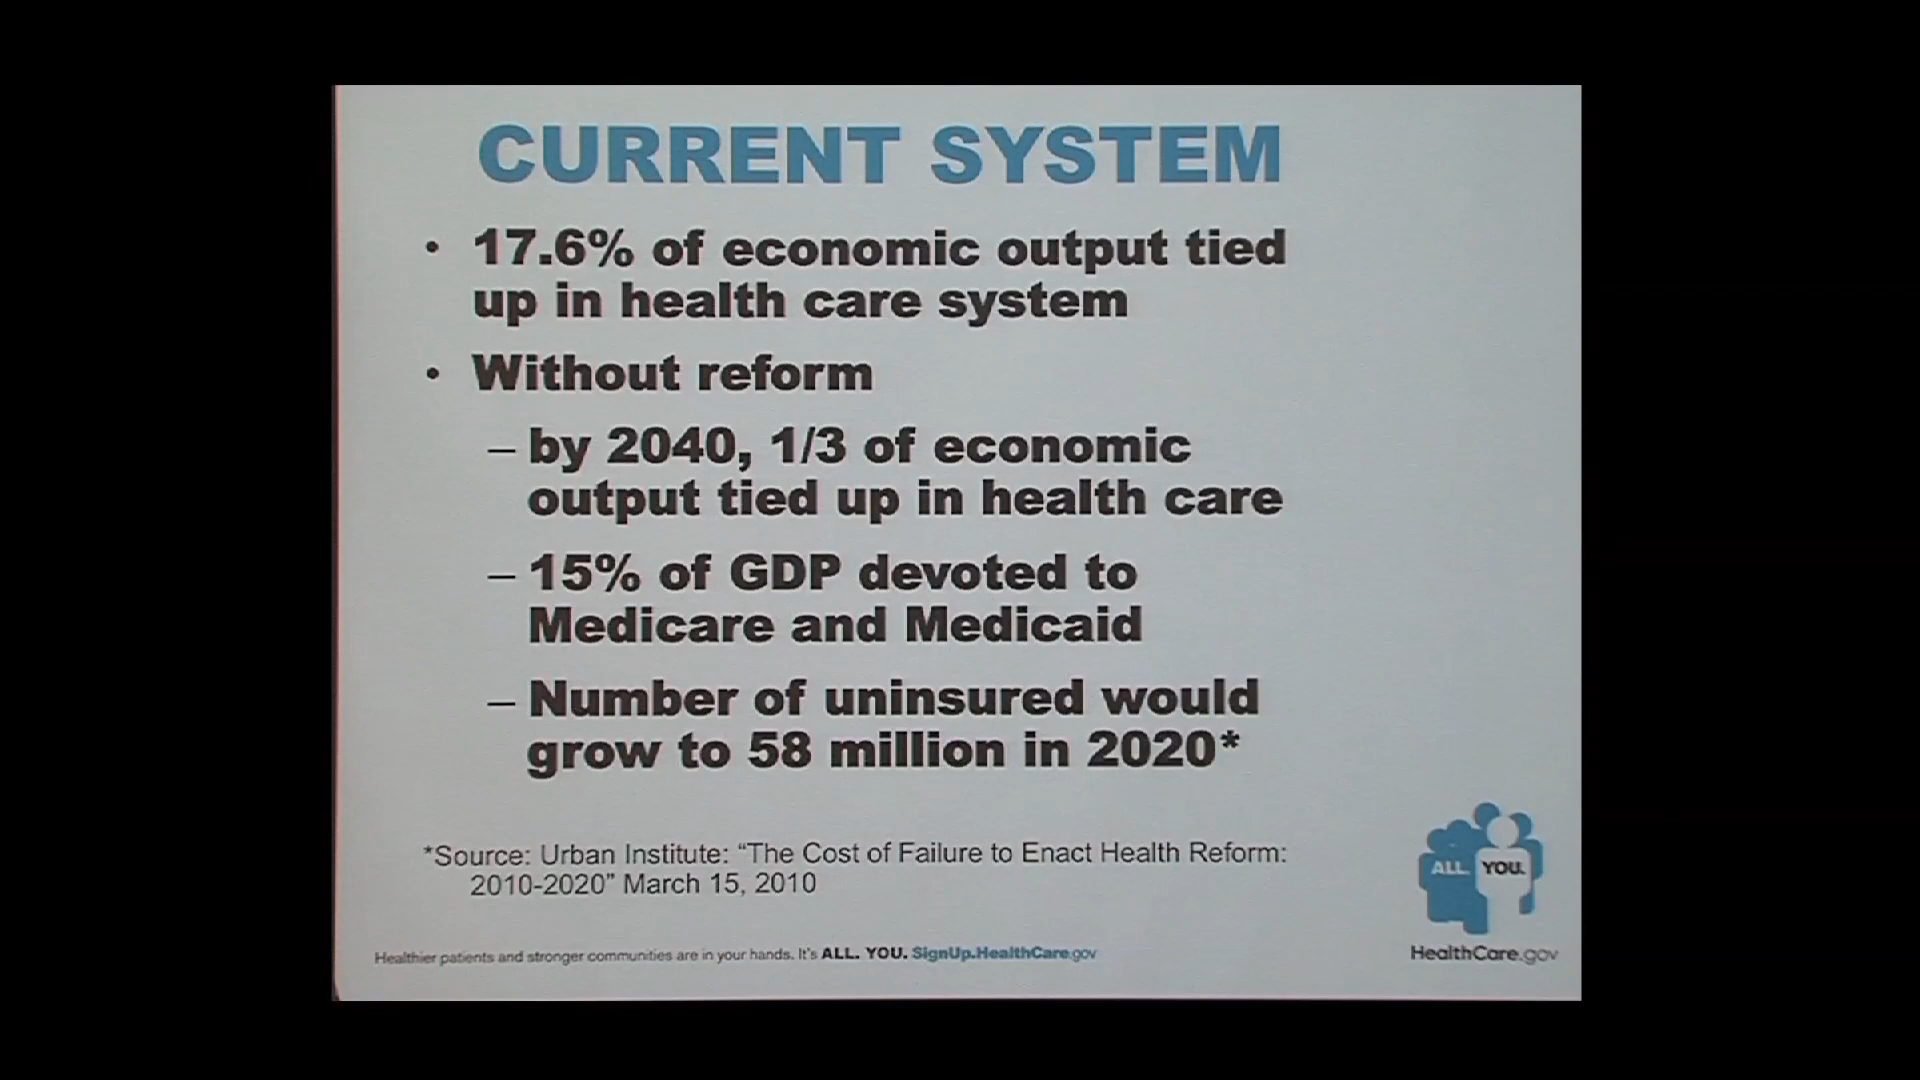 CURRENT SYSTEM
• 17.6% of economic output tied
up in health care system
• Without reform
– by 2040, 1/3 of economic
output tied up in health care
– 15% of GDP devoted to
Medicare and Medicaid
– Number of uninsured would
grow to 58 million in 2020*
*Source: Urban Institute: “The Cost of Failure to Enact Health Reform:
2010-2020” March 15, 2010
ALL. YOU.
Healthier patients and stronger communities are in your hands. It's ALL. YOU. SignUp.HealthCare.gov
HealthCare.gov